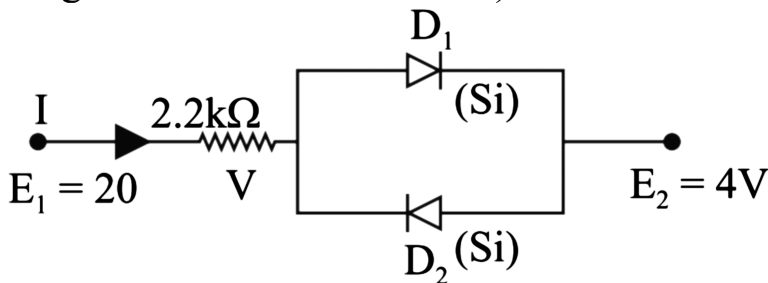 D₁
I
2.2kΩ
(Si)
E₁ = 20
V
E₂ = 4V
D₂
(Si)